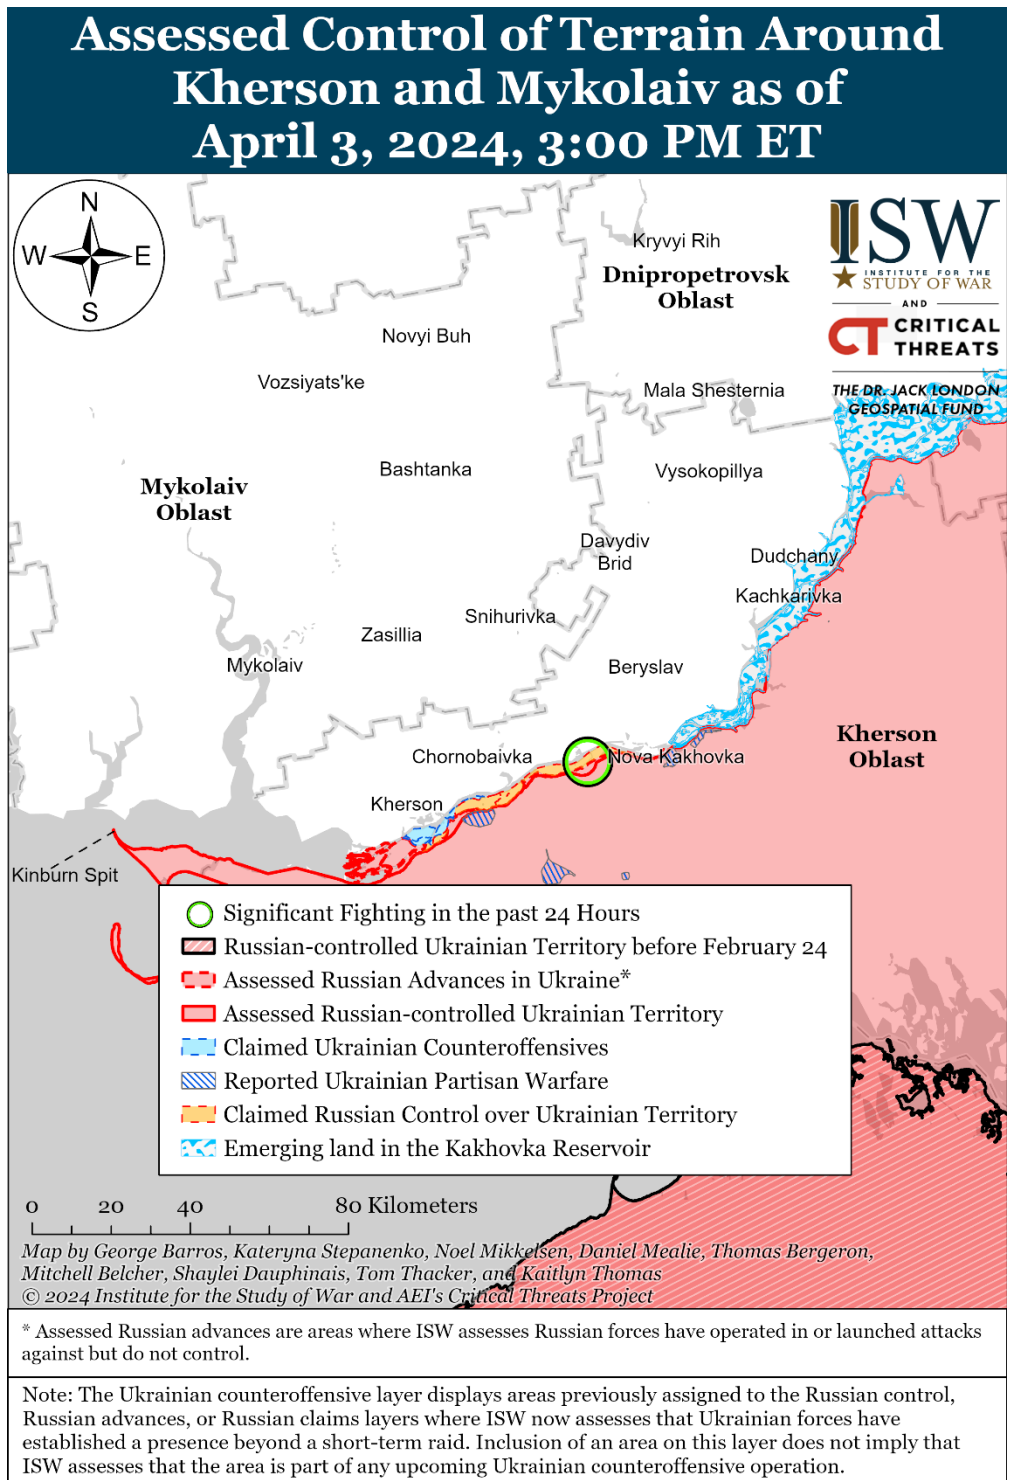 Assessed Control of Terrain Around
Kherson and Mykolaiv as of
April 3, 2024, 3:00 PM ET
N
W
E
S
ISW
INSTITUTE FOR THE
STUDY OF WAR
AND
CT CRITICAL
THREATS
THE DR. JACK LONDON
GEOSPATIAL FUND
Kryvyi Rih
Dnipropetrovsk
Oblast
Novyi Buh
Vozsiyats'ke
Mala Shesternia
Bashtanka
Vysokopillya
Mykolaiv
Oblast
Davydiv
Brid
Dudchany
Kachkarivka
Snihurivka
Zasillia
Mykolaiv
Beryslav
Kherson
Oblast
Chornobaivka
Nova Kakhovka
Kherson
Kinburn Spit
Significant Fighting in the past 24 Hours
Russian-controlled Ukrainian Territory before February 24
Assessed Russian Advances in Ukraine*
Assessed Russian-controlled Ukrainian Territory
Claimed Ukrainian Counteroffensives
Reported Ukrainian Partisan Warfare
Claimed Russian Control over Ukrainian Territory
Emerging land in the Kakhovka Reservoir
0 20 40 80 Kilometers
Map by George Barros, Kateryna Stepanenko, Noel Mikkelsen, Daniel Mealie, Thomas Bergeron,
Mitchell Belcher, Shaylei Dauphinais, Tom Thacker, and Kaitlyn Thomas
© 2024 Institute for the Study of War and AEI's Critical Threats Project
* Assessed Russian advances are areas where ISW assesses Russian forces have operated in or launched attacks
against but do not control.
Note: The Ukrainian counteroffensive layer displays areas previously assigned to the Russian control,
Russian advances, or Russian claims layers where ISW now assesses that Ukrainian forces have
established a presence beyond a short-term raid. Inclusion of an area on this layer does not imply that
ISW assesses that the area is part of any upcoming Ukrainian counteroffensive operation.